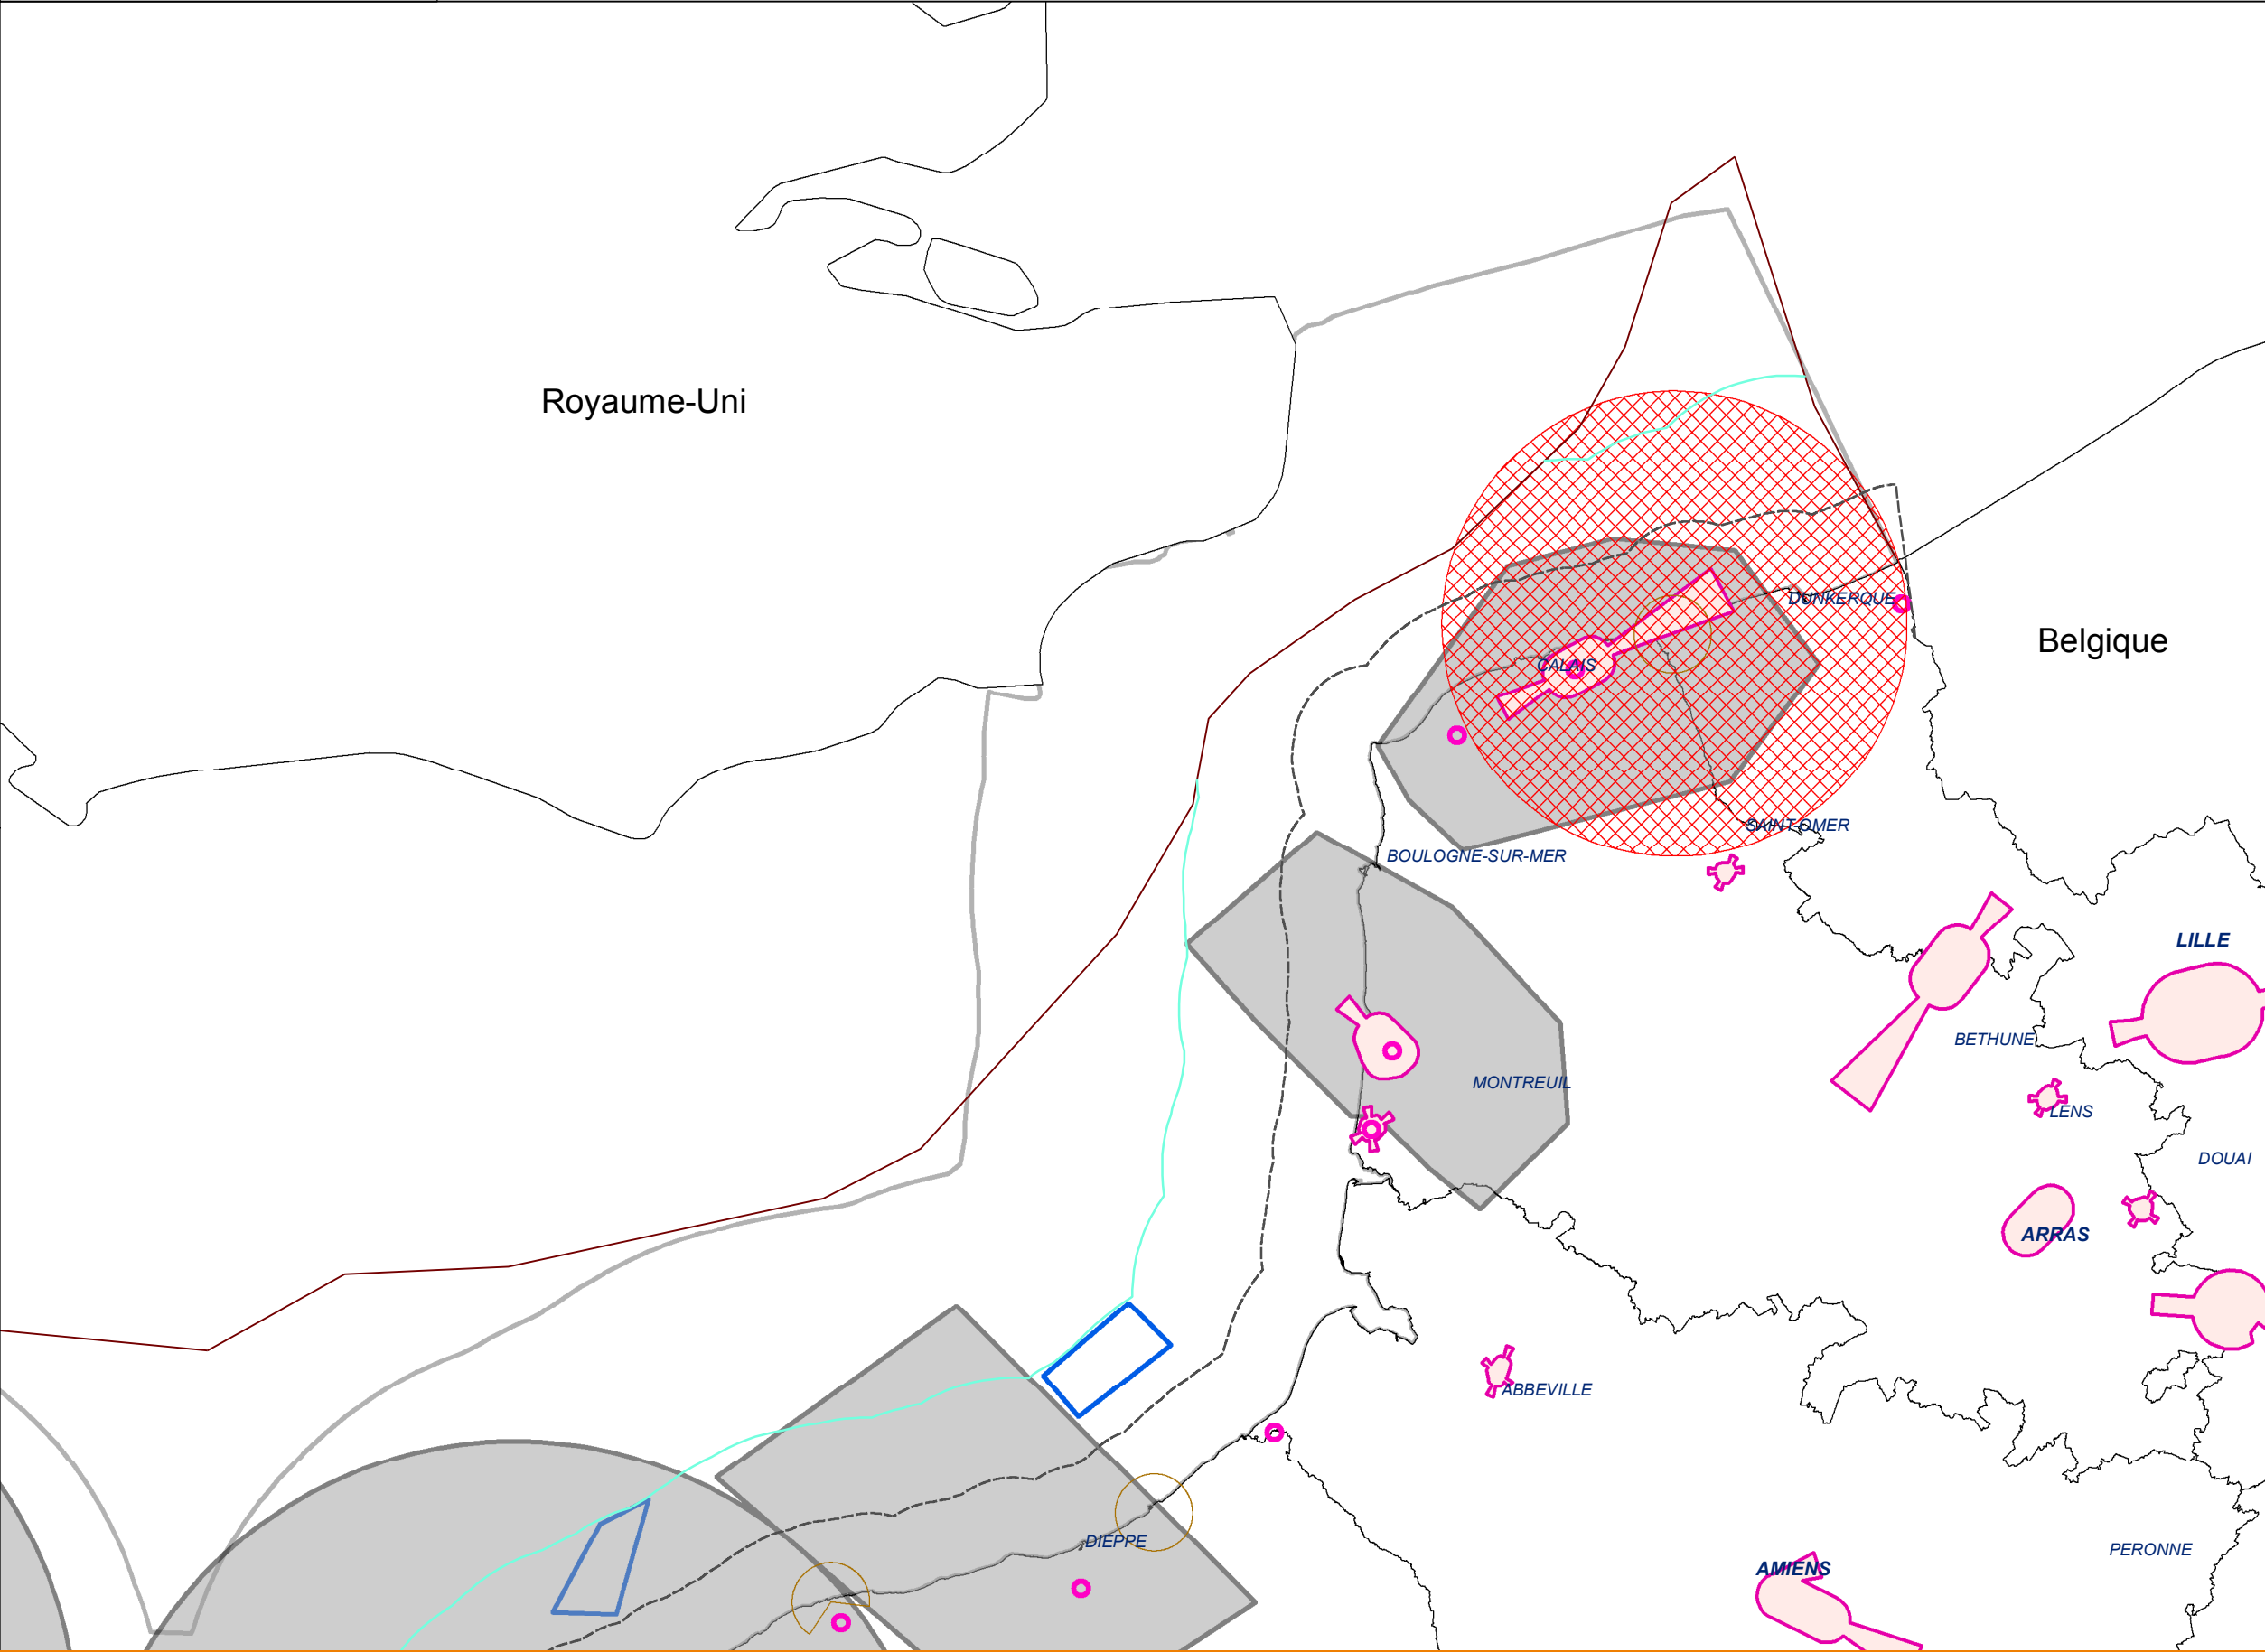 Royaume-Uni
DUNKERQUE
Belgique
CALAIS
SAINT-OMER
BOULOGNE-SUR-MER
LILLE
BETHUNE
MONTREUIL
LENS
DOUAI
ARRAS
ABBEVILLE
DIEPPE
PERONNE
AMIENS